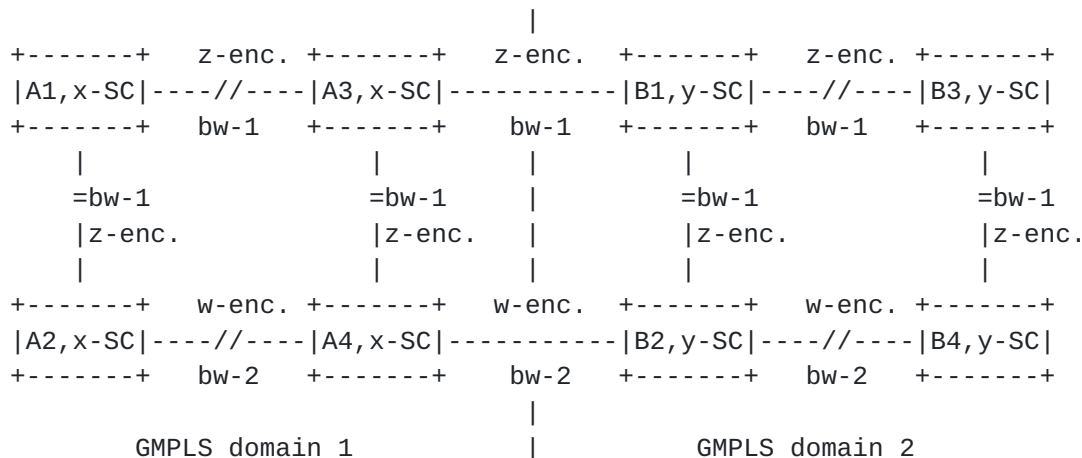 z-enc. z-enc. z-enc.
|A1,x-SC|----//----|A3,x-SC|-----------|B1,y-SC|----//----|B3,y-SC|
bw-1 bw-1 bw-1
=bw-1 =bw-1 =bw-1 =bw-1
|z-enc. |z-enc. |z-enc. |z-enc.
w-enc. w-enc. w-enc.
|A2,x-SC|----//----|A4,x-SC|-----------|B2,y-SC|----//----|B4,y-SC|
bw-2 bw-2 bw-2
GMPLS domain 1 | GMPLS domain 2